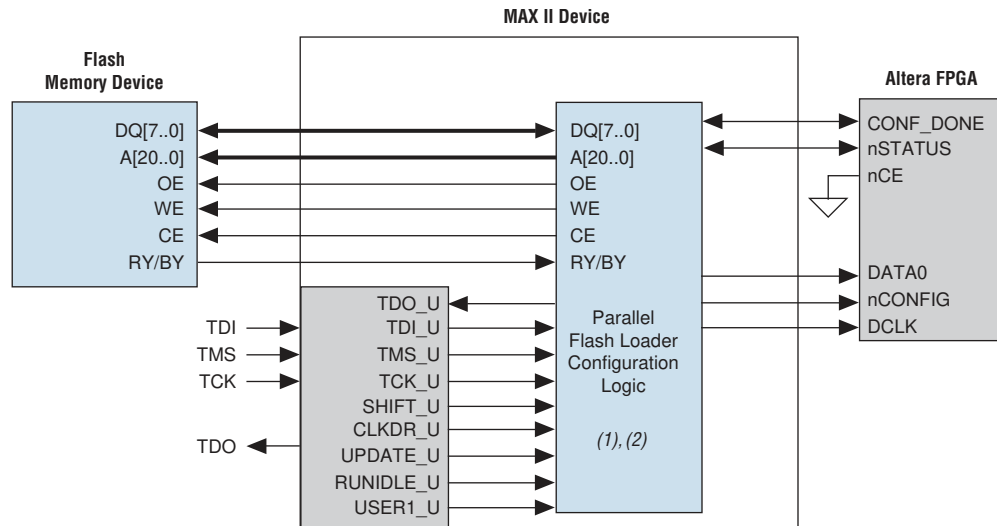 MAX II Device
Flash
Memory Device
Altera FPGA
DQ[7..0]
A[20..0]
OE
WE
CE
RY/BY
DQ[7..0]
A[20..0]
OE
WE
CE
RY/BY
Parallel
Flash Loader
Configuration
Logic
(1), (2)
CONF_DONE
nSTATUS
nCE
DATA0
nCONFIG
DCLK
TDI
TMS
TCK
TDO
TDO_U
TDI_U
TMS_U
TCK_U
SHIFT_U
CLKDR_U
UPDATE_U
RUNIDLE_U
USER1_U